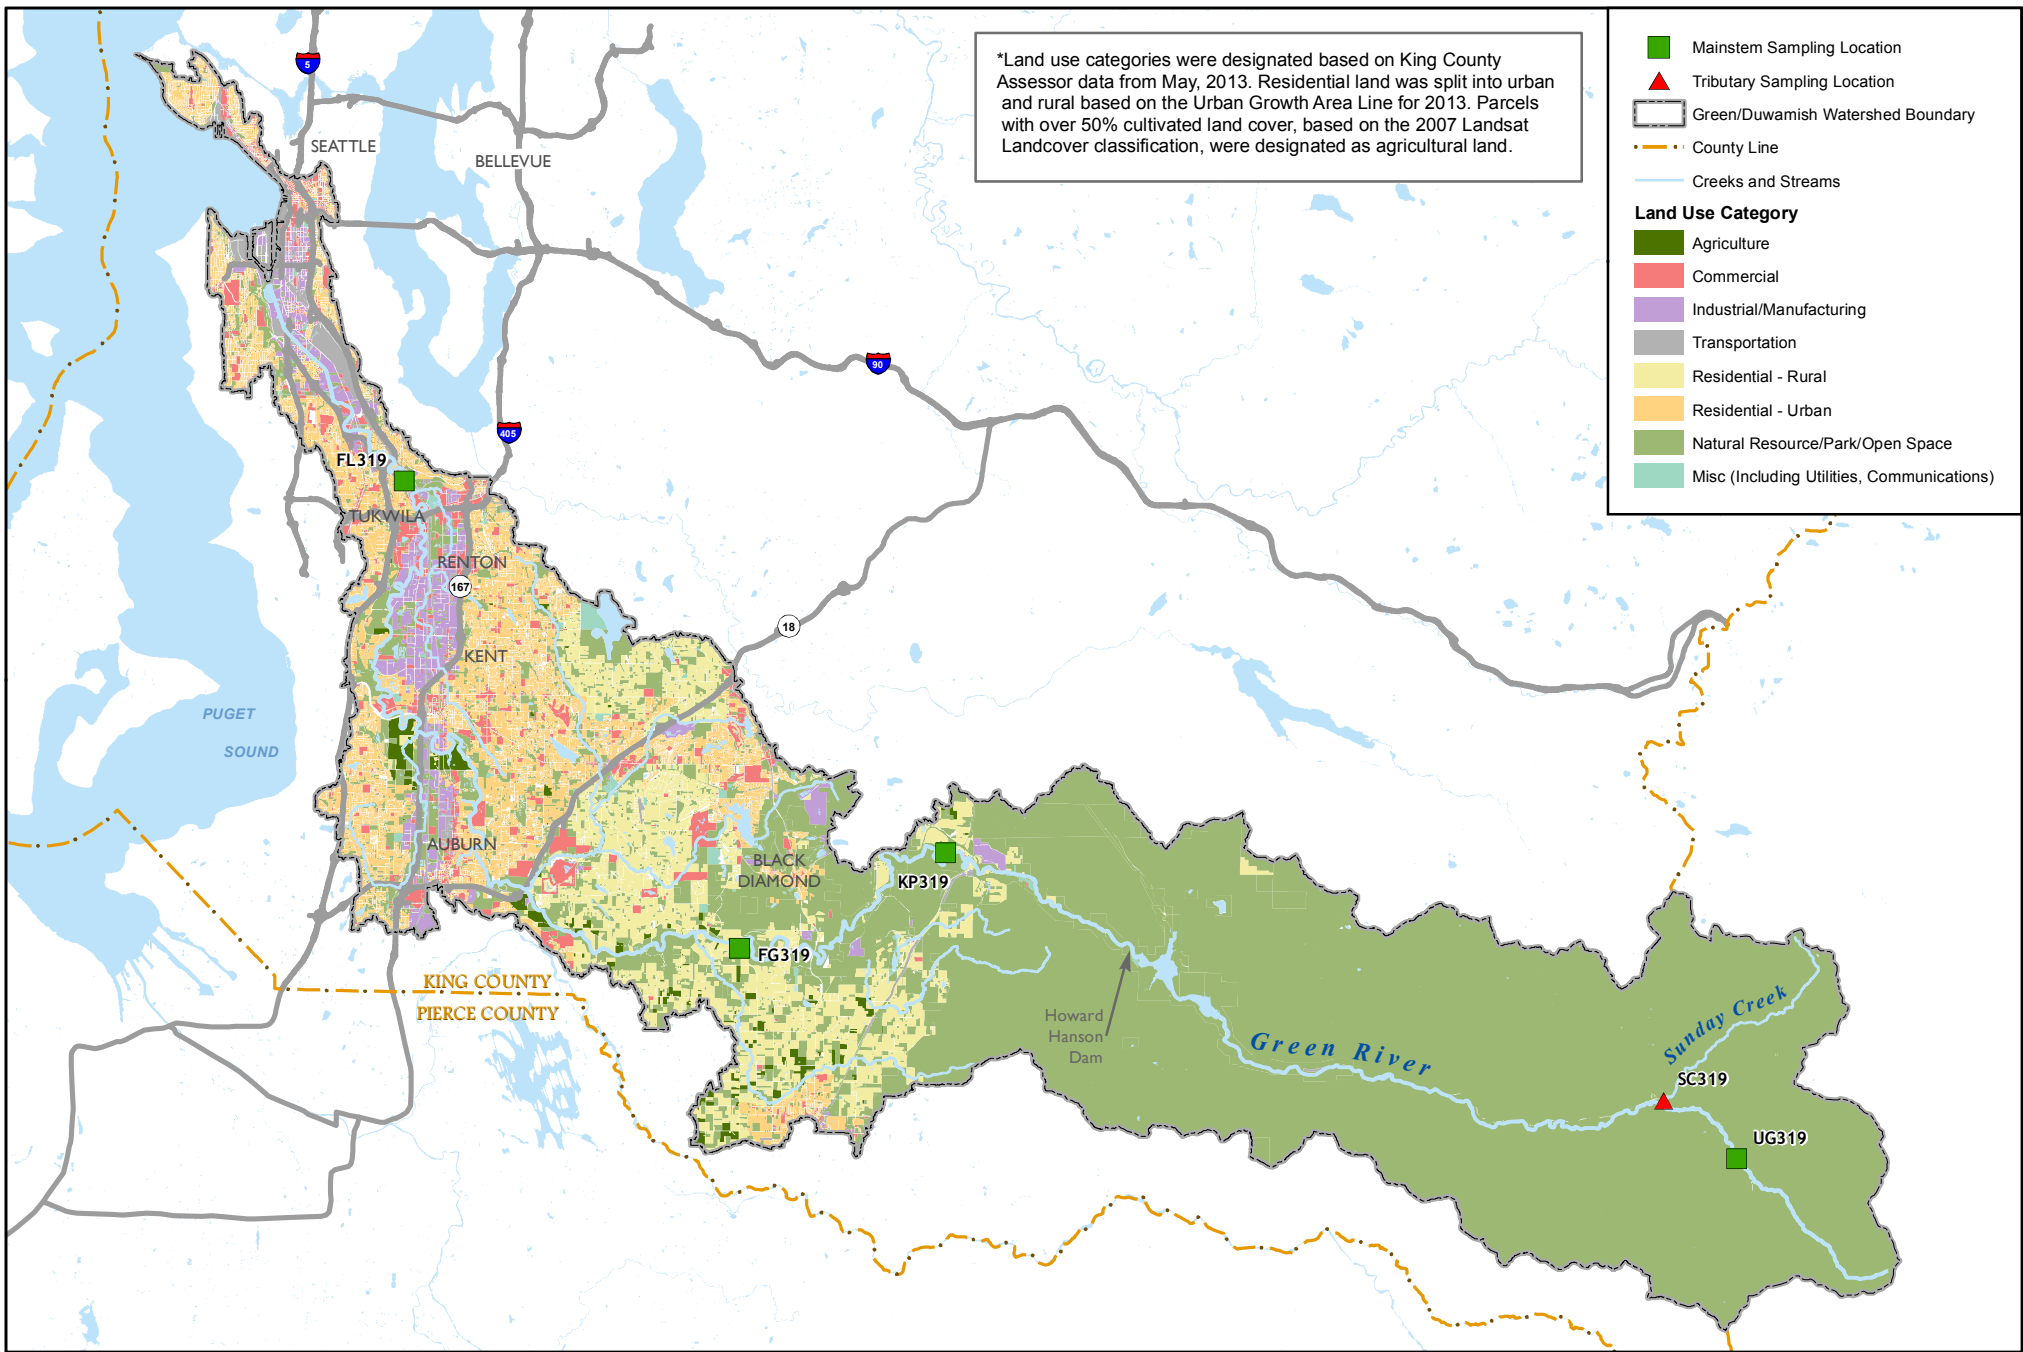 *Land use categories were designated based on King County
Assessor data from May, 2013. Residential land was split into urban
and rural based on the Urban Growth Area Line for 2013. Parcels
with over 50% cultivated land cover, based on the 2007 Landsat
Landcover classification, were designated as agricultural land.
Mainstem Sampling Location
Tributary Sampling Location
Green/Duwamish Watershed Boundary
County Line
Creeks and Streams
Land Use Category
Agriculture
Commercial
Industrial/Manufacturing
Transportation
Residential - Rural
Residential - Urban
Natural Resource/Park/Open Space
Misc (Including Utilities, Communications)
5
SEATTLE
BELLEVUE
90
405
FL319
TUKWILA
RENTON
167
18
KENT
PUGET
SOUND
AUBURN
BLACK
DIAMOND
KP319
FG319
KING COUNTY
PIERCE COUNTY
Howard
Hanson
Dam
Green River
Sunday Creek
SC319
UG319